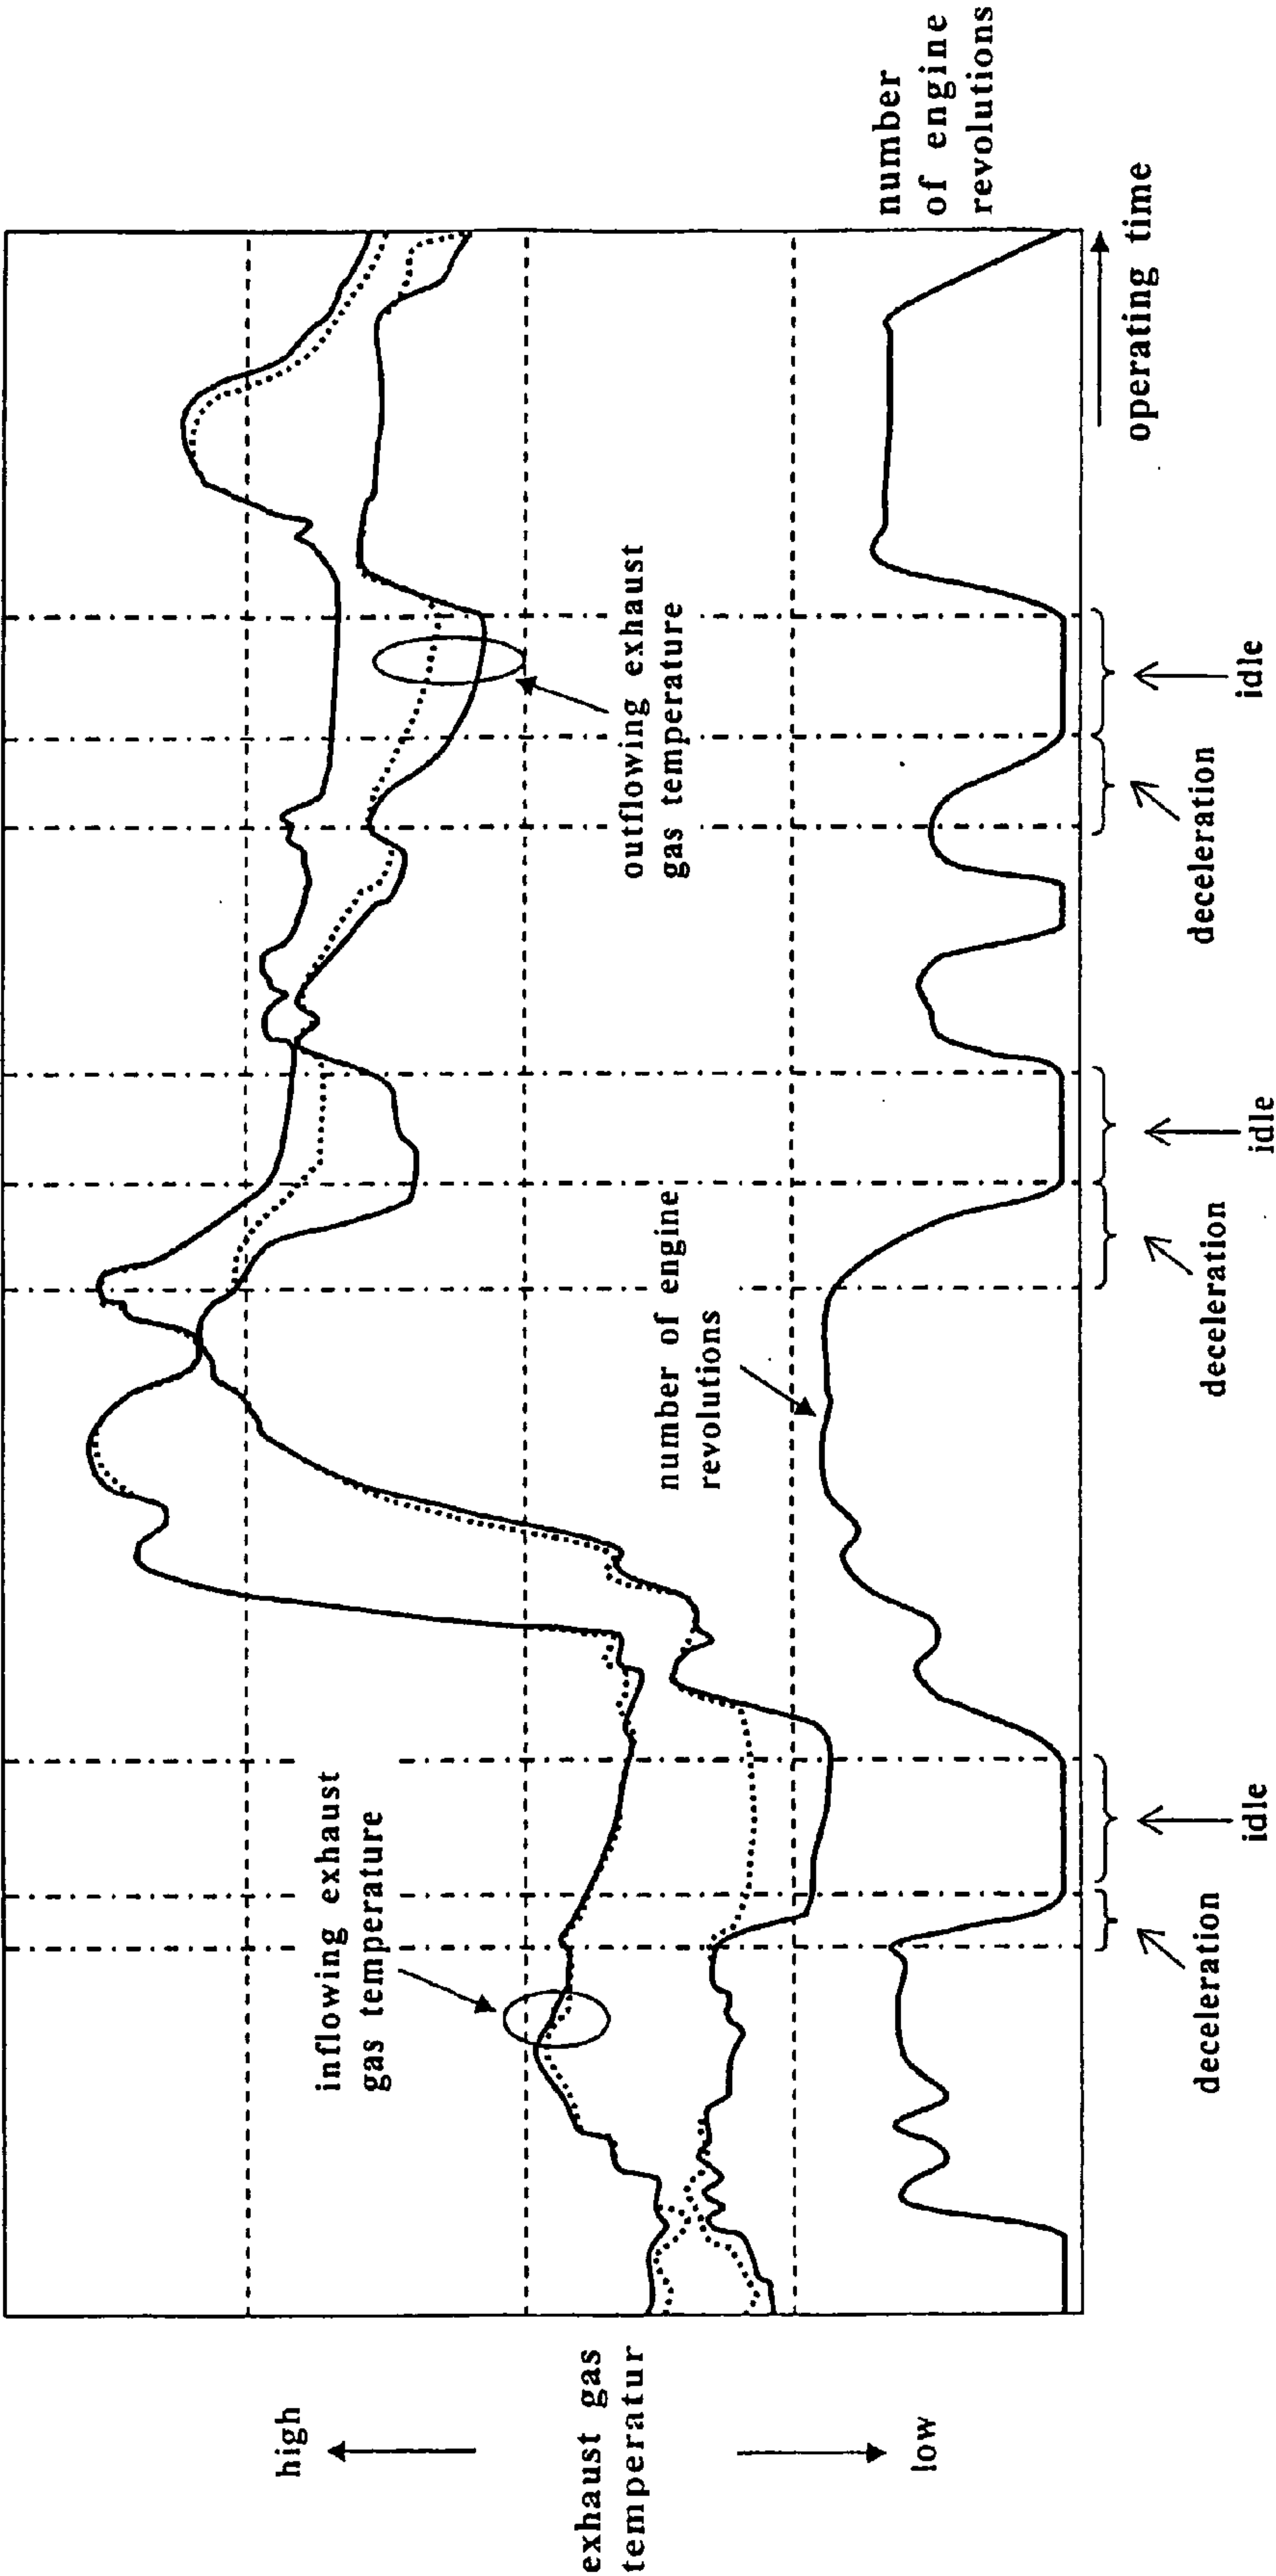 high
exhaust gas
temperatur
low
inflowing exhaust
gas temperature
number of engine
revolutions
outflowing exhaust
gas temperature
number
of engine
revolutions
operating time
deceleration
idle
deceleration
idle
deceleration
idle